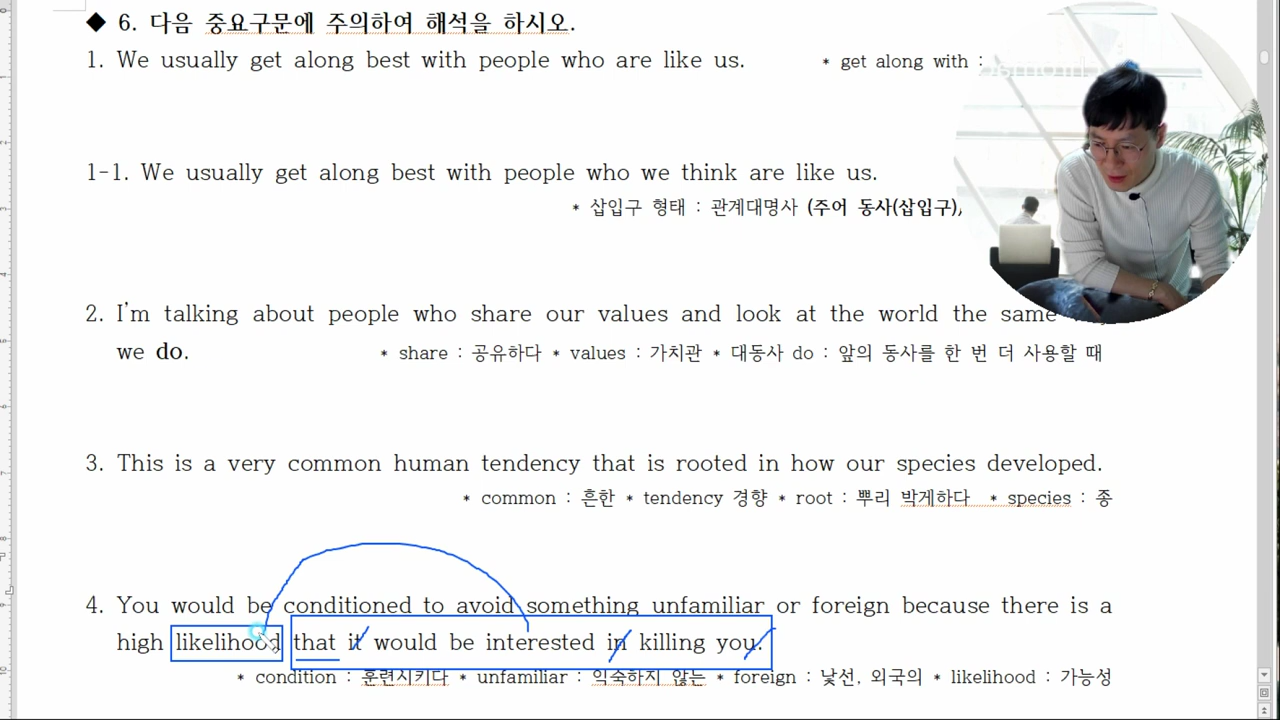 ◆ 6. 다음 중요구문에 주의하여 해석을 하시오.
1. We usually get along best with people who are like us. * get along with :
1-1. We usually get along best with people who we think are like us.
* 삽입구 형태 : 관계대명사 (주어 동사(삽입구),
2. I'm talking about people who share our values and look at the world the same
we do. * share : 공유하다 * values : 가치관 * 대동사 do : 앞의 동사를 한 번 더 사용할 때
3. This is a very common human tendency that is rooted in how our species developed.
* common : 흔한 * tendency 경향 * root : 뿌리 박게하다 * species : 종
4. You would be conditioned to avoid something unfamiliar or foreign because there is a
high likelihood that it would be interested in killing you.
* condition : 훈련시키다 * unfamiliar : 익숙하지 않는 * foreign : 낯선, 외국의 * likelihood : 가능성